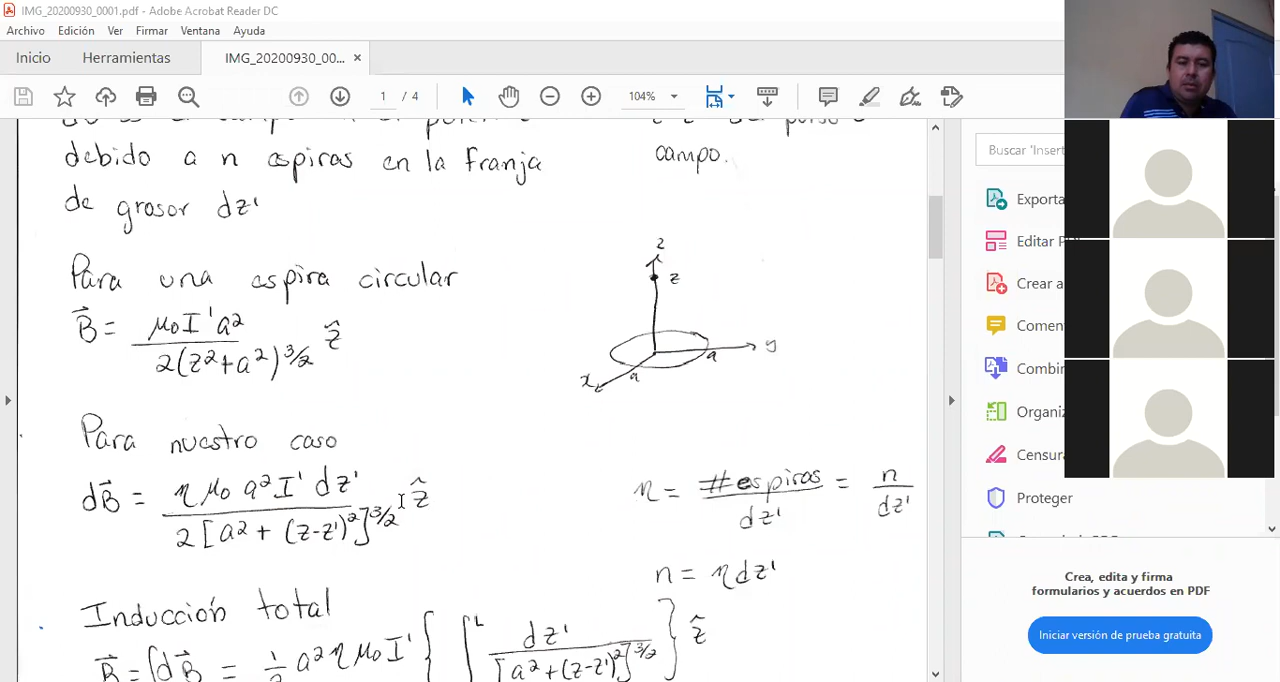 IMG_20200930_0001.pdf - Adobe Acrobat Reader DC
Archivo Edición Ver Firmar Ventana Ayuda
Inicio Herramientas IMG_20200930_00... ×
1 / 4 104%
debido a n espiras en la franja
campo.
de grosor dz'
Para una espira circular
B⃗ = μ₀I'a² / 2(z²+a²)^3/2 ẑ
z
z
y
a
x
a
Para nuestro caso
dB⃗ = η μ₀ a² I' dz' / 2[a² + (z-z')²]^3/2 ẑ
η = #espiras / dz' = n / dz'
n = ηdz'
Inducción total
B⃗ = ∫dB⃗ = 1/2 a² η μ₀ I' { ∫^L dz' / [a²+(z-z')²]^3/2 } ẑ
Buscar 'Insert
Exporta
Editar P
Crear a
Comen
Combin
Organiz
Censura
Proteger
Crea, edita y firma
formularios y acuerdos en PDF
Iniciar versión de prueba gratuita